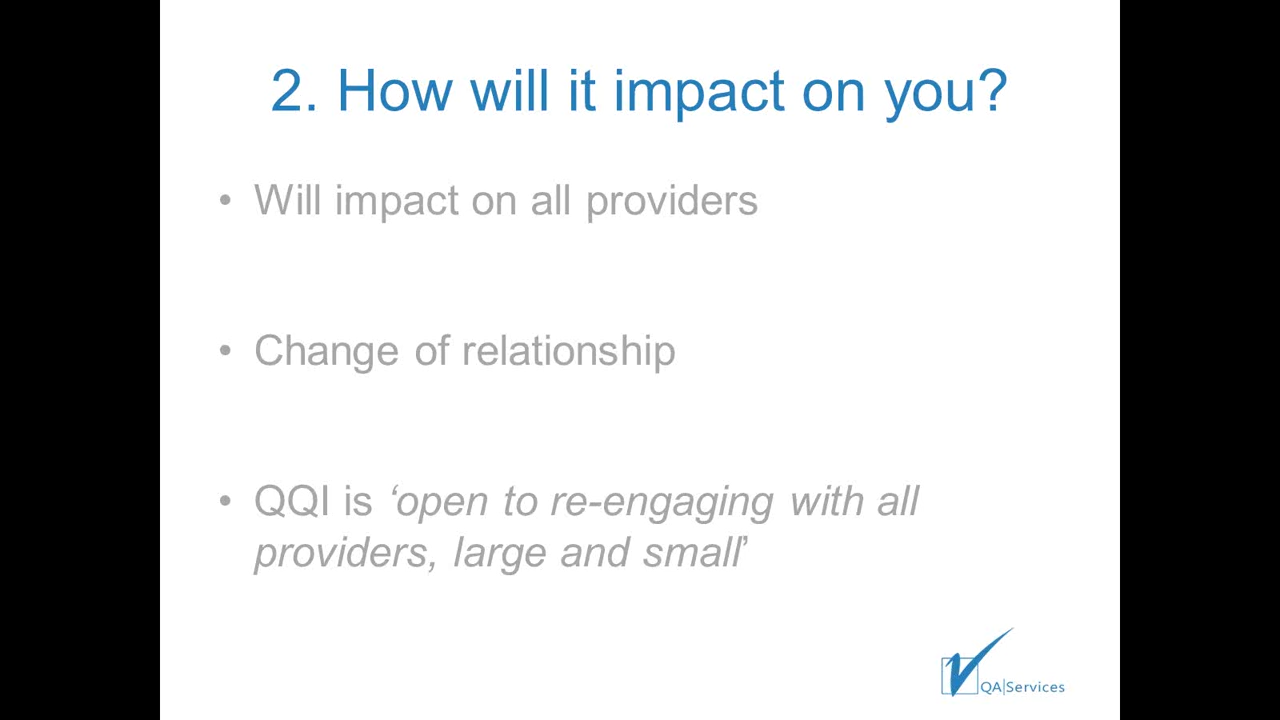 2. How will it impact on you?
• Will impact on all providers
• Change of relationship
• QQI is ‘open to re-engaging with all
providers, large and small’
QA|Services